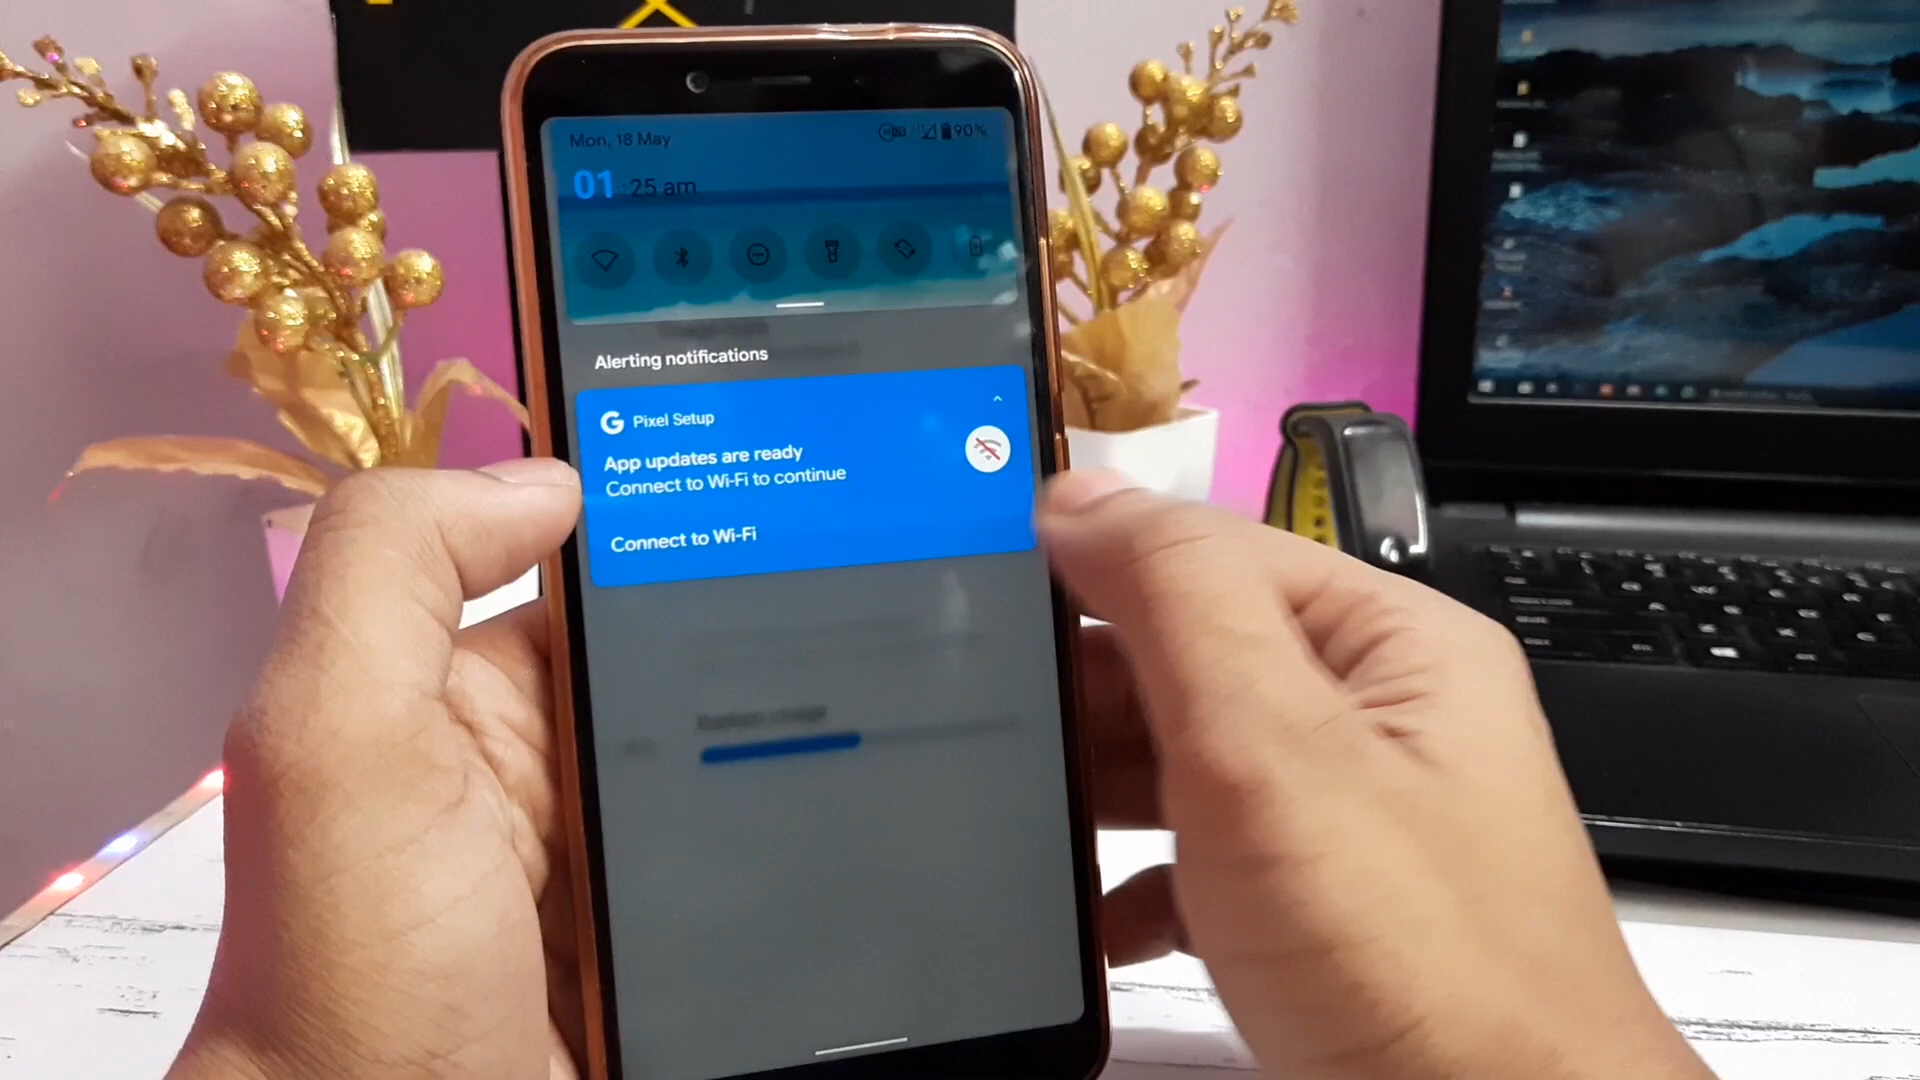 Mon, 18 May
90%
01 : 25 am
Alerting notifications
G Pixel Setup
App updates are ready
Connect to Wi-Fi to continue
Connect to Wi-Fi